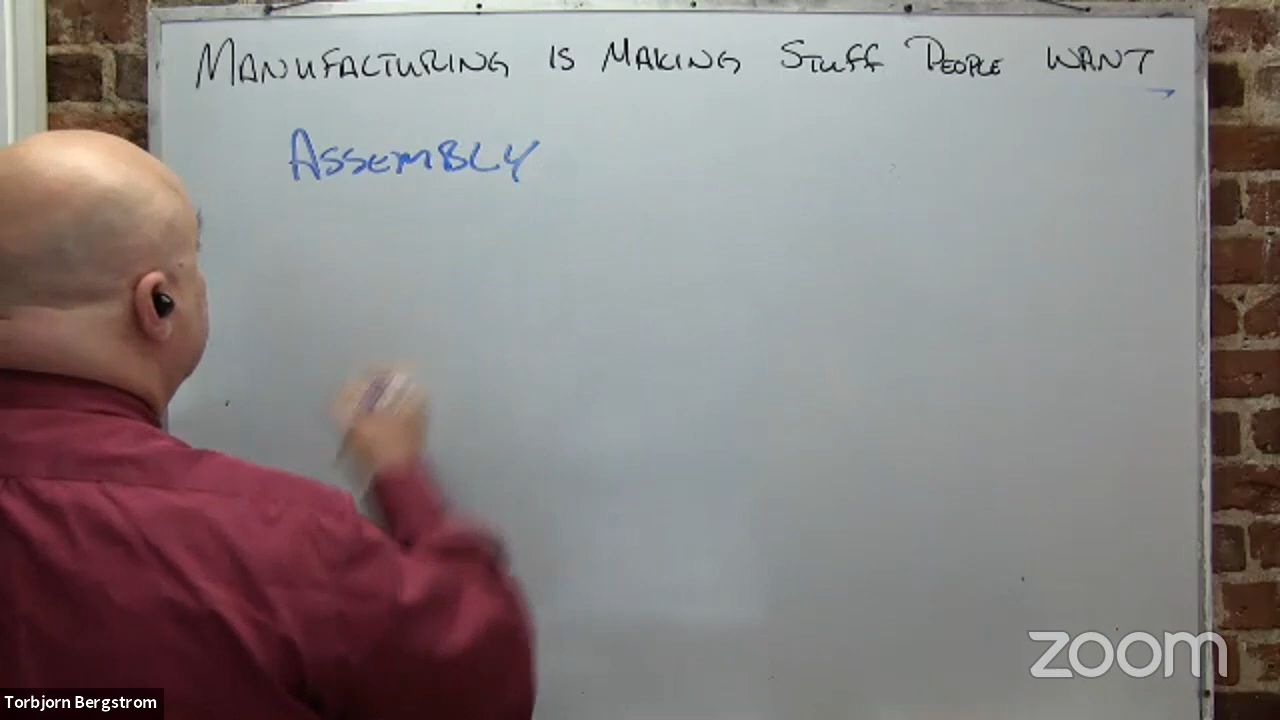 MANUFACTURING IS MAKING STUFF PEOPLE WANT
ASSEMBLY
zoom
Torbjorn Bergstrom